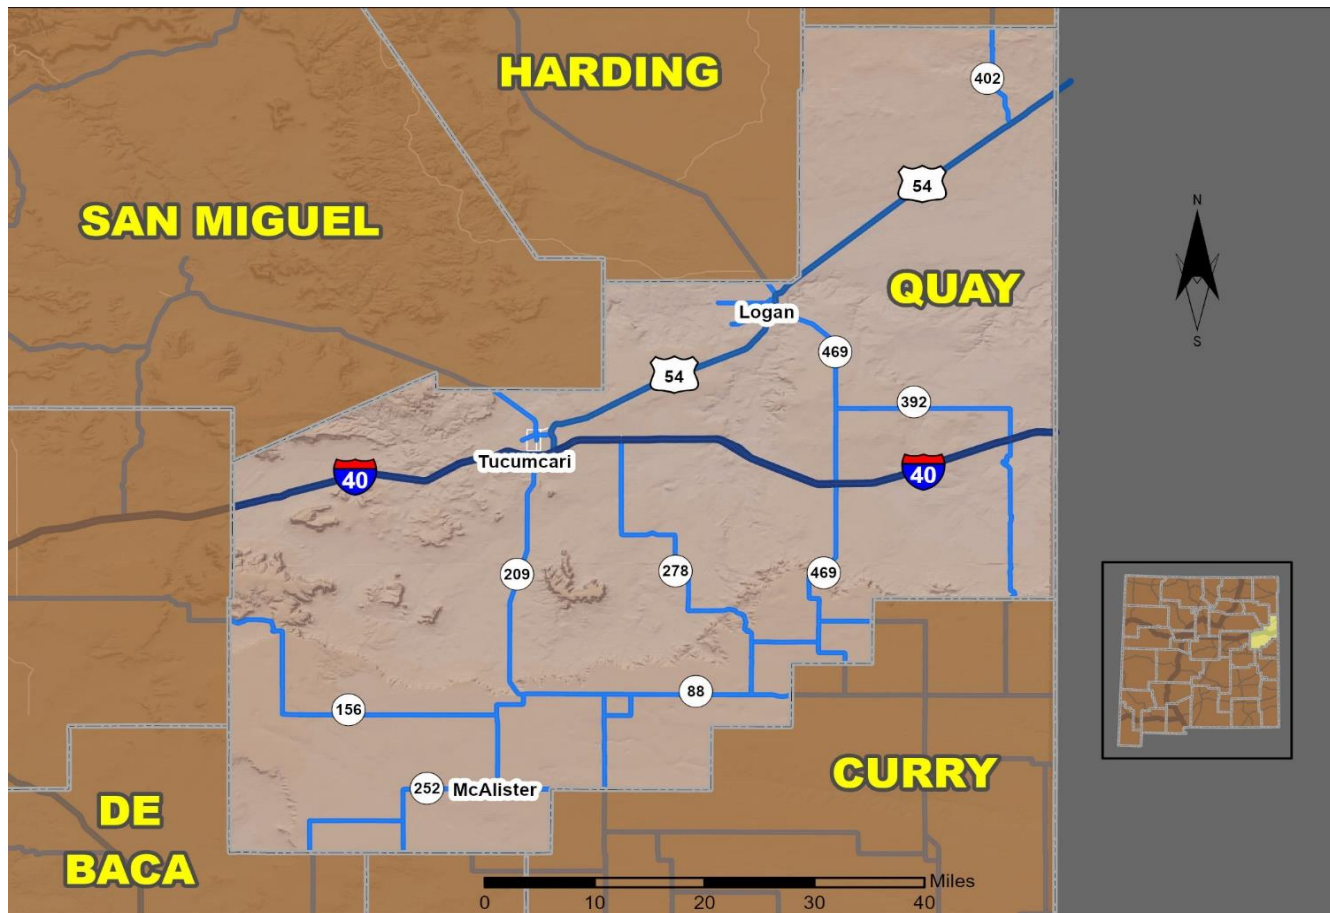 HARDING
402
54
N
SAN MIGUEL
QUAY
Logan
S
469
54
392
Tucumcari
40
40
209
278
469
88
156
CURRY
252
McAlister
DE
BACA
Miles
0
10
20
30
40